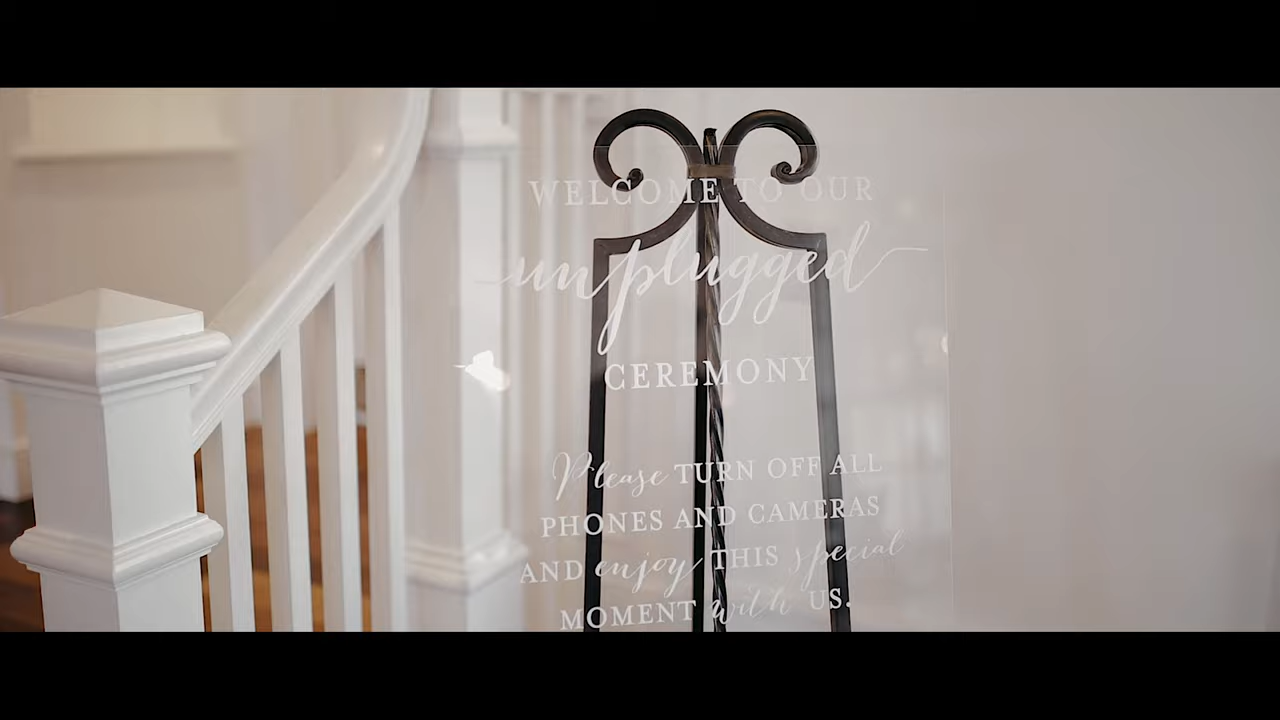 WELCOME TO OUR
unplugged
CEREMONY
Please TURN OFF ALL
PHONES AND CAMERAS
AND enjoy THIS special
MOMENT with US.